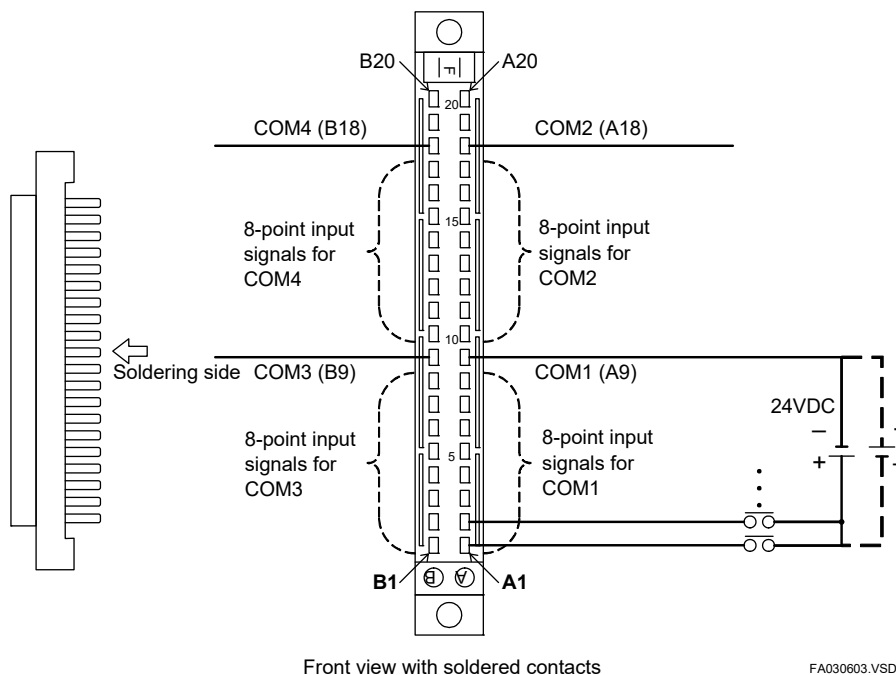 B20
A20
F
20
COM4 (B18)
COM2 (A18)
15
8-point input
signals for
COM4
8-point input
signals for
COM2
10
Soldering side
COM3 (B9)
COM1 (A9)
24VDC
–
+
8-point input
signals for
COM3
5
8-point input
signals for
COM1
B1
B
A
A1
Front view with soldered contacts
FA030603.VSD